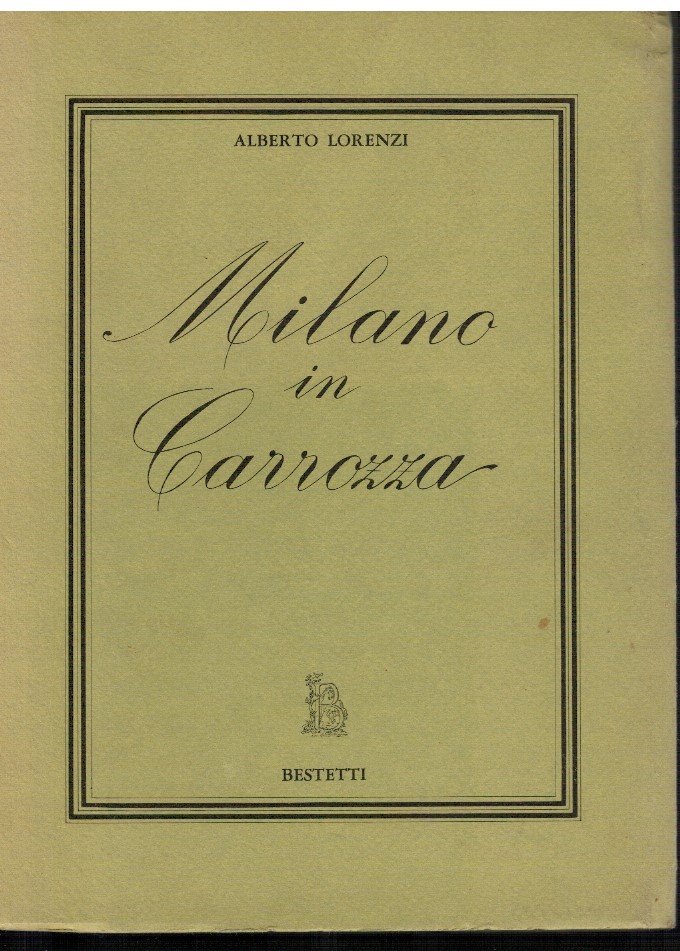 ALBERTO LORENZI
Milano
in
Carrozza
B
BESTETTI